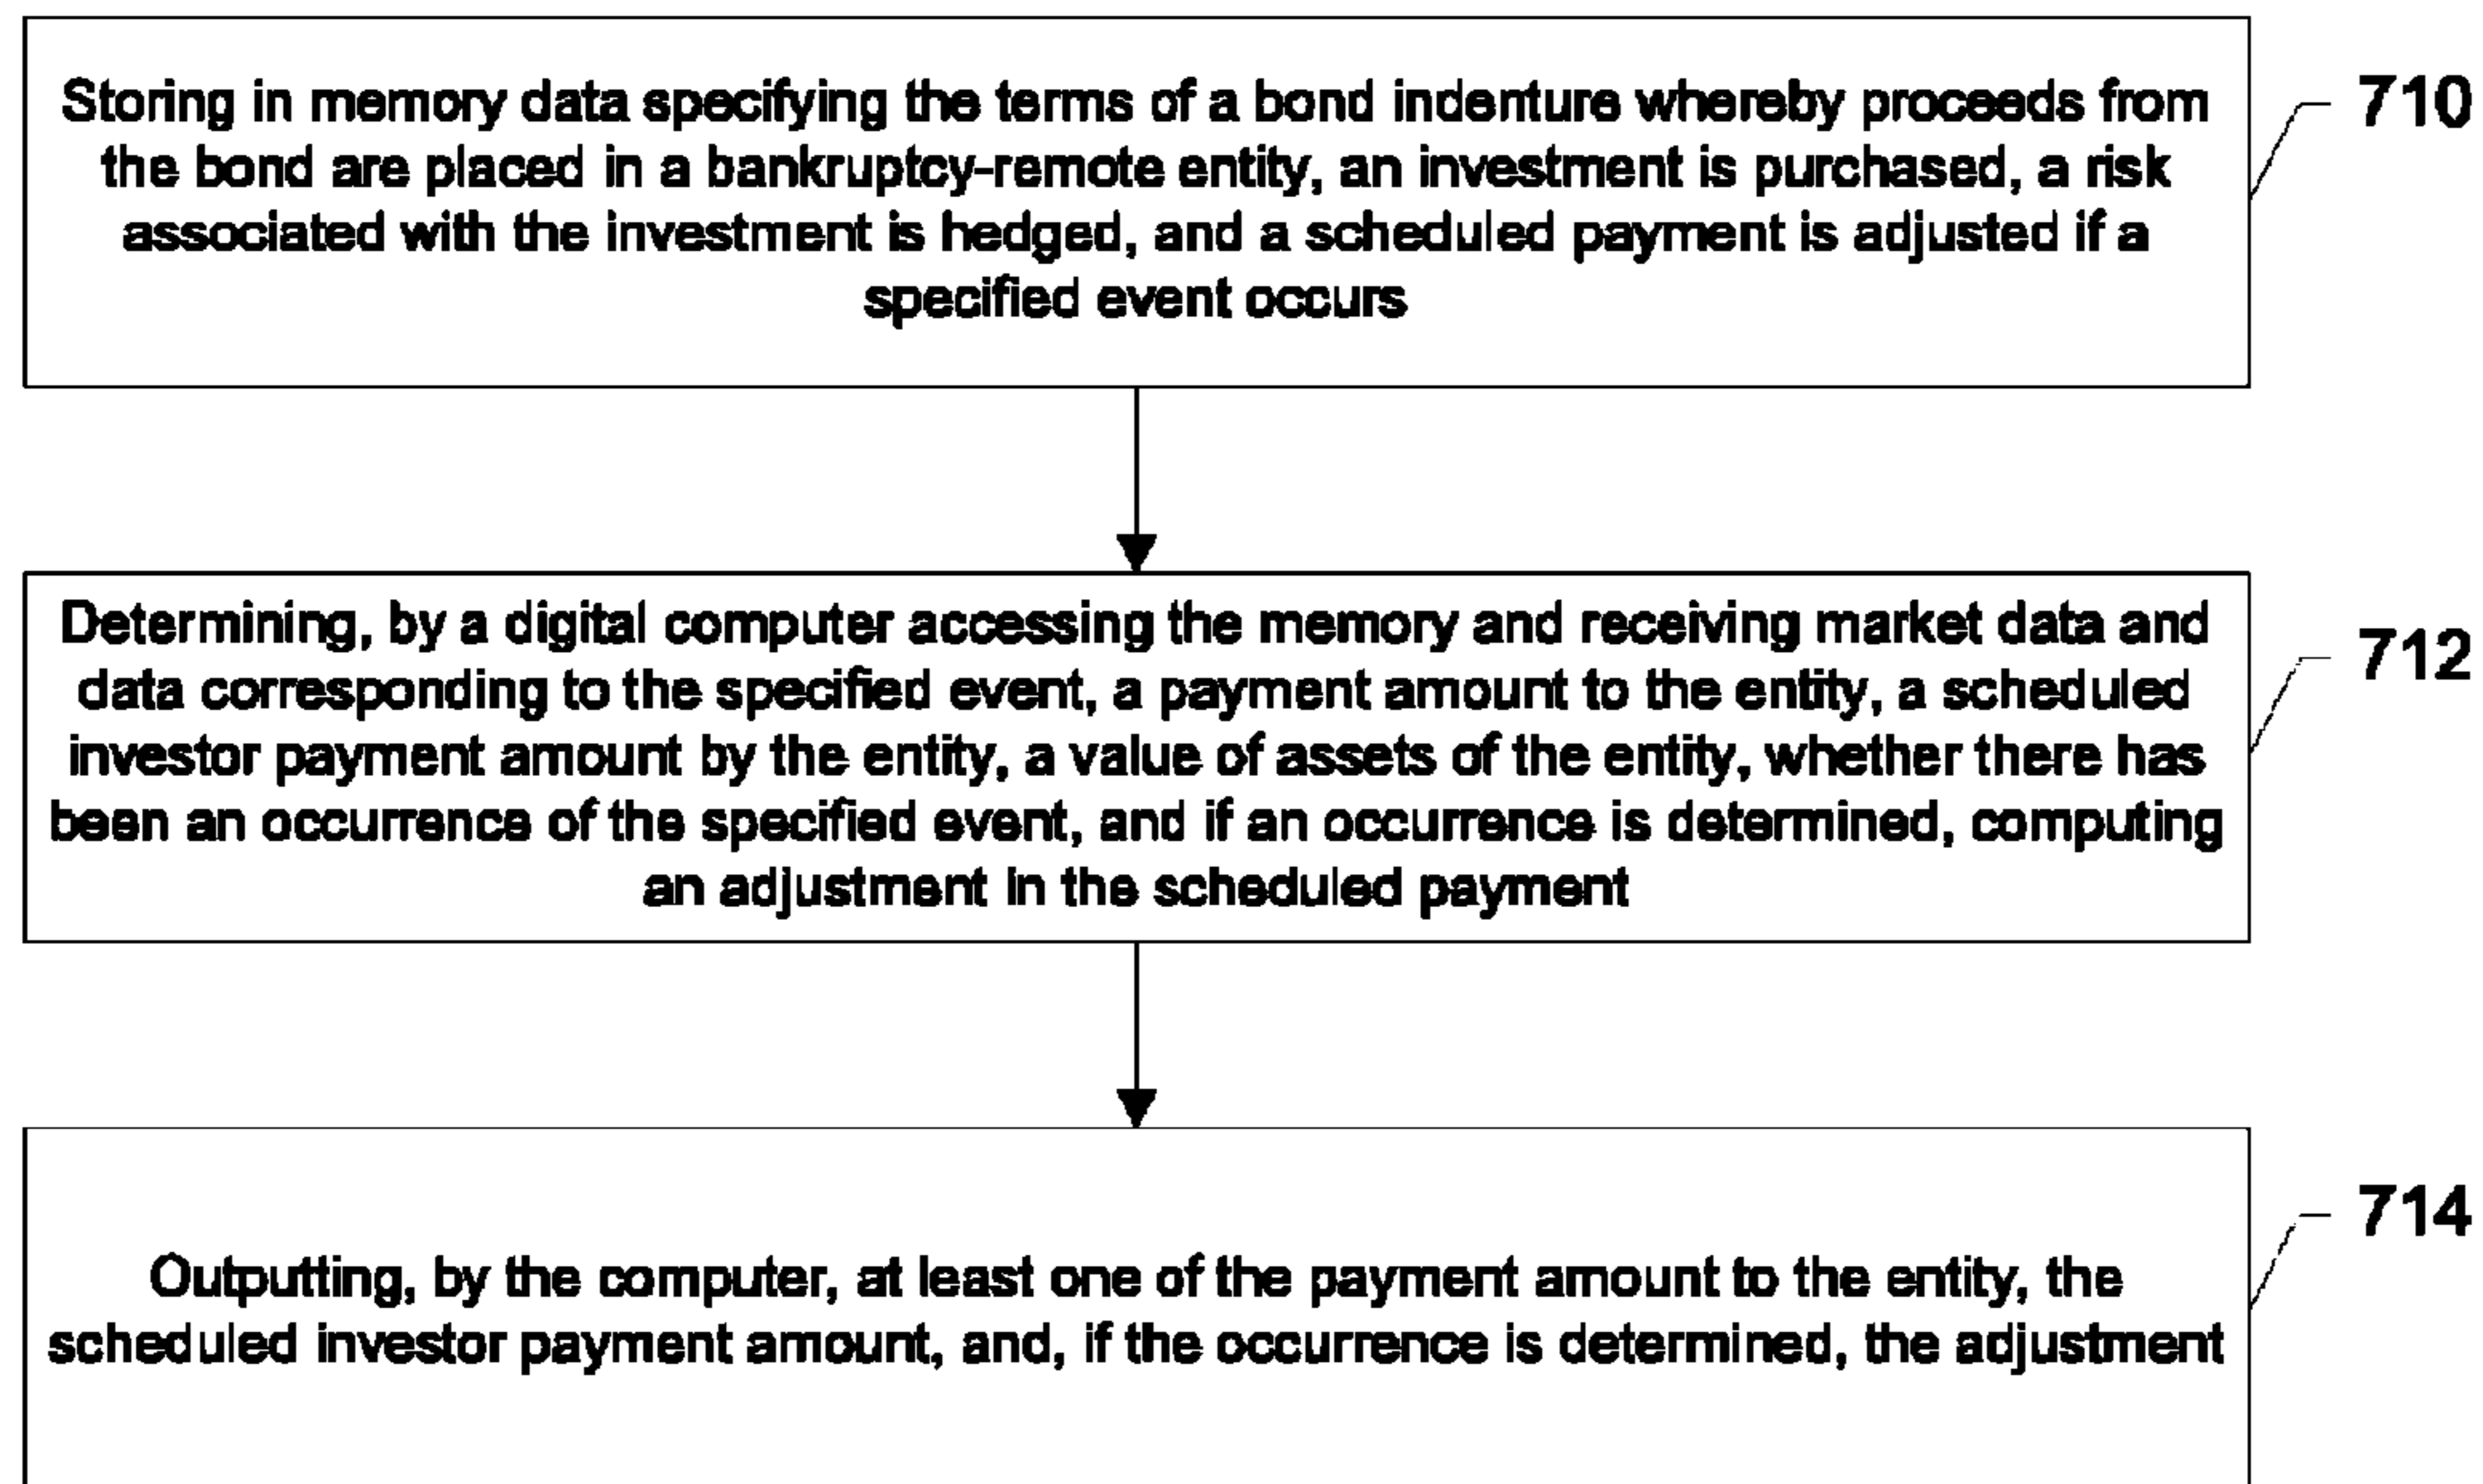 Storing in memory data specifying the terms of a bond indenture whereby proceeds from
the bond are placed in a bankruptcy-remote entity, an investment is purchased, a risk
associated with the investment is hedged, and a scheduled payment is adjusted if a
specified event occurs
710
Determining, by a digital computer accessing the memory and receiving market data and
data corresponding to the specified event, a payment amount to the entity, a scheduled
investor payment amount by the entity, a value of assets of the entity, whether there has
been an occurrence of the specified event, and if an occurrence is determined, computing
an adjustment in the scheduled payment
712
Outputting, by the computer, at least one of the payment amount to the entity, the
scheduled investor payment amount, and, if the occurrence is determined, the adjustment
714